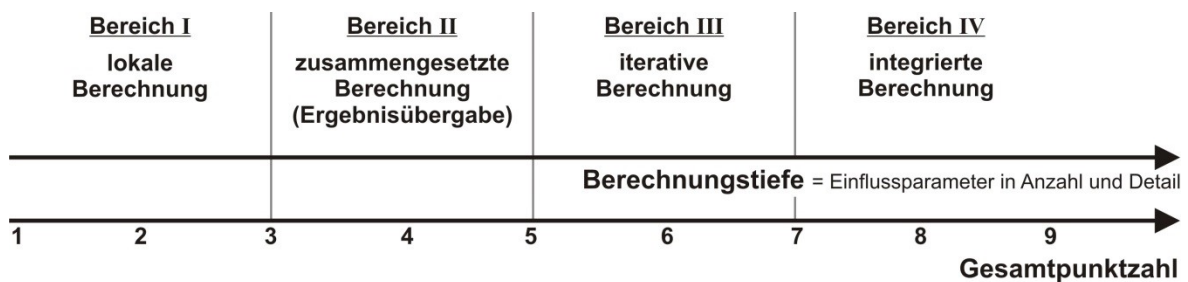 Bereich I
lokale
Berechnung
Bereich II
zusammengesetzte
Berechnung
(Ergebnisübergabe)
Bereich III
iterative
Berechnung
Bereich IV
integrierte
Berechnung
Berechnungstiefe = Einflussparameter in Anzahl und Detail
1 2 3 4 5 6 7 8 9
Gesamtpunktzahl